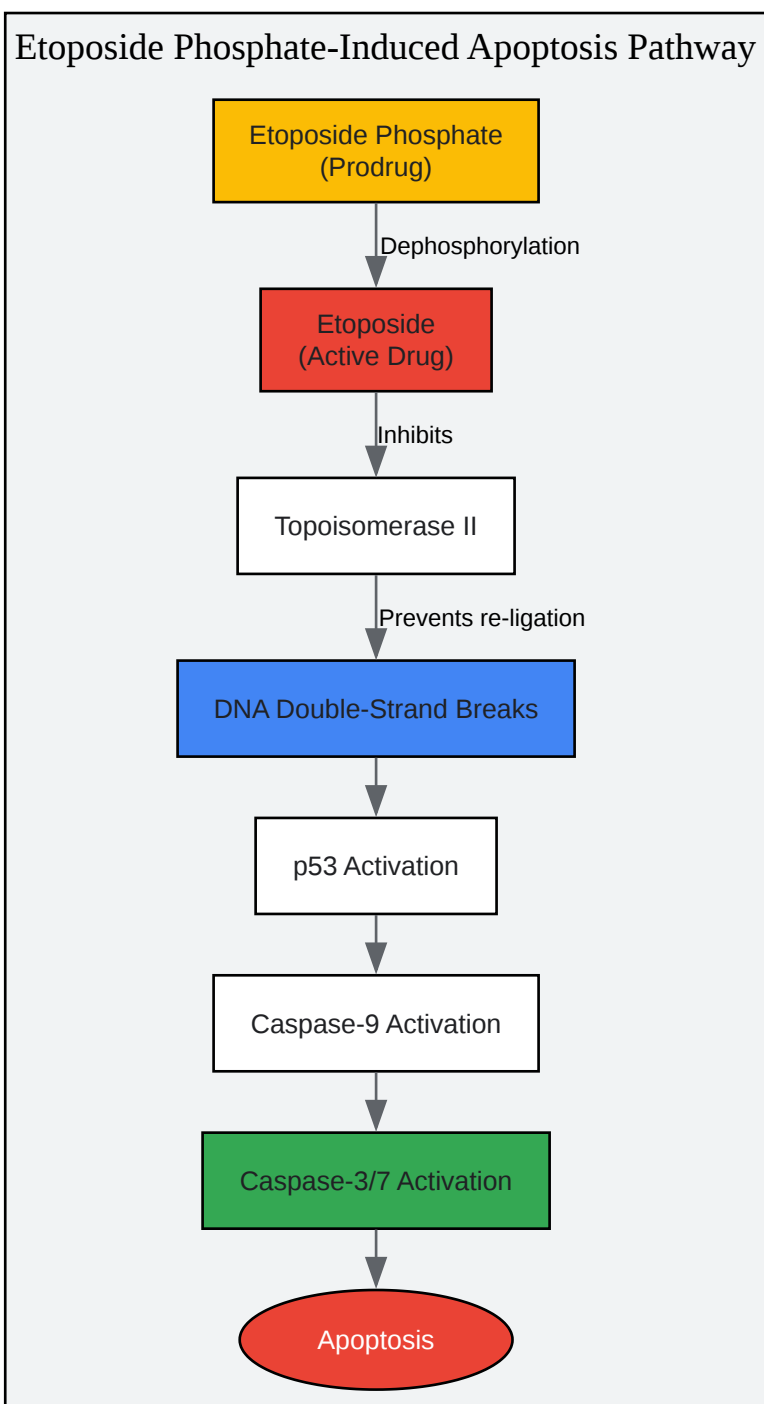 Etoposide Phosphate-Induced Apoptosis Pathway
Etoposide Phosphate
(Prodrug)
Dephosphorylation
Etoposide
(Active Drug)
Inhibits
Topoisomerase II
Prevents re-ligation
DNA Double-Strand Breaks
p53 Activation
Caspase-9 Activation
Caspase-3/7 Activation
Apoptosis